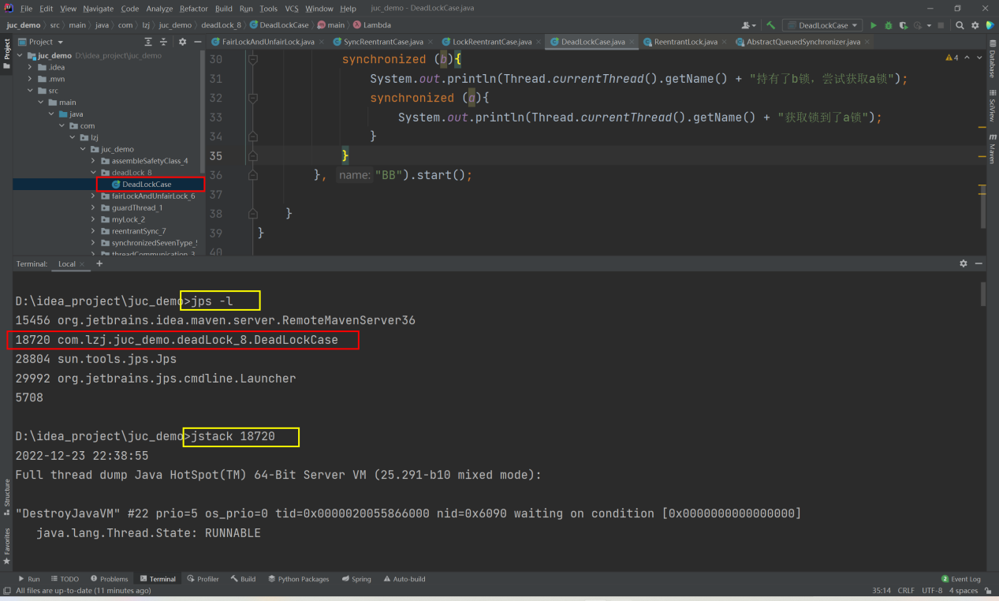 File Edit View Navigate Code Analyze Refactor Build Run Tools VCS Window Help juc_demo - DeadLockCase.java
juc_demo src main java com lzj juc_demo deadLock_8 DeadLockCase main Lambda DeadLockCase
Project FairLockAndUnfairLock.java SyncReentrantCase.java LockReentrantCase.java DeadLockCase.java ReentrantLock.java AbstractQueuedSynchronizer.java
juc_demo D:\idea_project\juc_demo
.idea
.mvn
src
main
java
com
lzj
juc_demo
assembleSafetyClass_4
deadLock_8
DeadLockCase
fairLockAndUnfairLock_6
guardThread_1
myLock_2
reentrantSync_7
synchronizedSevenType_5
threadCommunication_3
30 synchronized (b){
31 System.out.println(Thread.currentThread().getName() + "持有了b锁，尝试获取a锁");
32 synchronized (a){
33 System.out.println(Thread.currentThread().getName() + "获取锁到了a锁");
34 }
35 }
36 }, name: "BB").start();
37
38 }
39 }
40
4
Project
Structure
Favorites
Database
SciView
Maven
Terminal: Local
D:\idea_project\juc_demo>jps -l
15456 org.jetbrains.idea.maven.server.RemoteMavenServer36
18720 com.lzj.juc_demo.deadLock_8.DeadLockCase
28804 sun.tools.jps.Jps
29992 org.jetbrains.jps.cmdline.Launcher
5708
D:\idea_project\juc_demo>jstack 18720
2022-12-23 22:38:55
Full thread dump Java HotSpot(TM) 64-Bit Server VM (25.291-b10 mixed mode):
"DestroyJavaVM" #22 prio=5 os_prio=0 tid=0x0000020055866000 nid=0x6090 waiting on condition [0x0000000000000000]
java.lang.Thread.State: RUNNABLE
Run TODO Problems Terminal Profiler Build Python Packages Spring Auto-build 2 Event Log
All files are up-to-date (11 minutes ago) 35:14 CRLF UTF-8 4 spaces